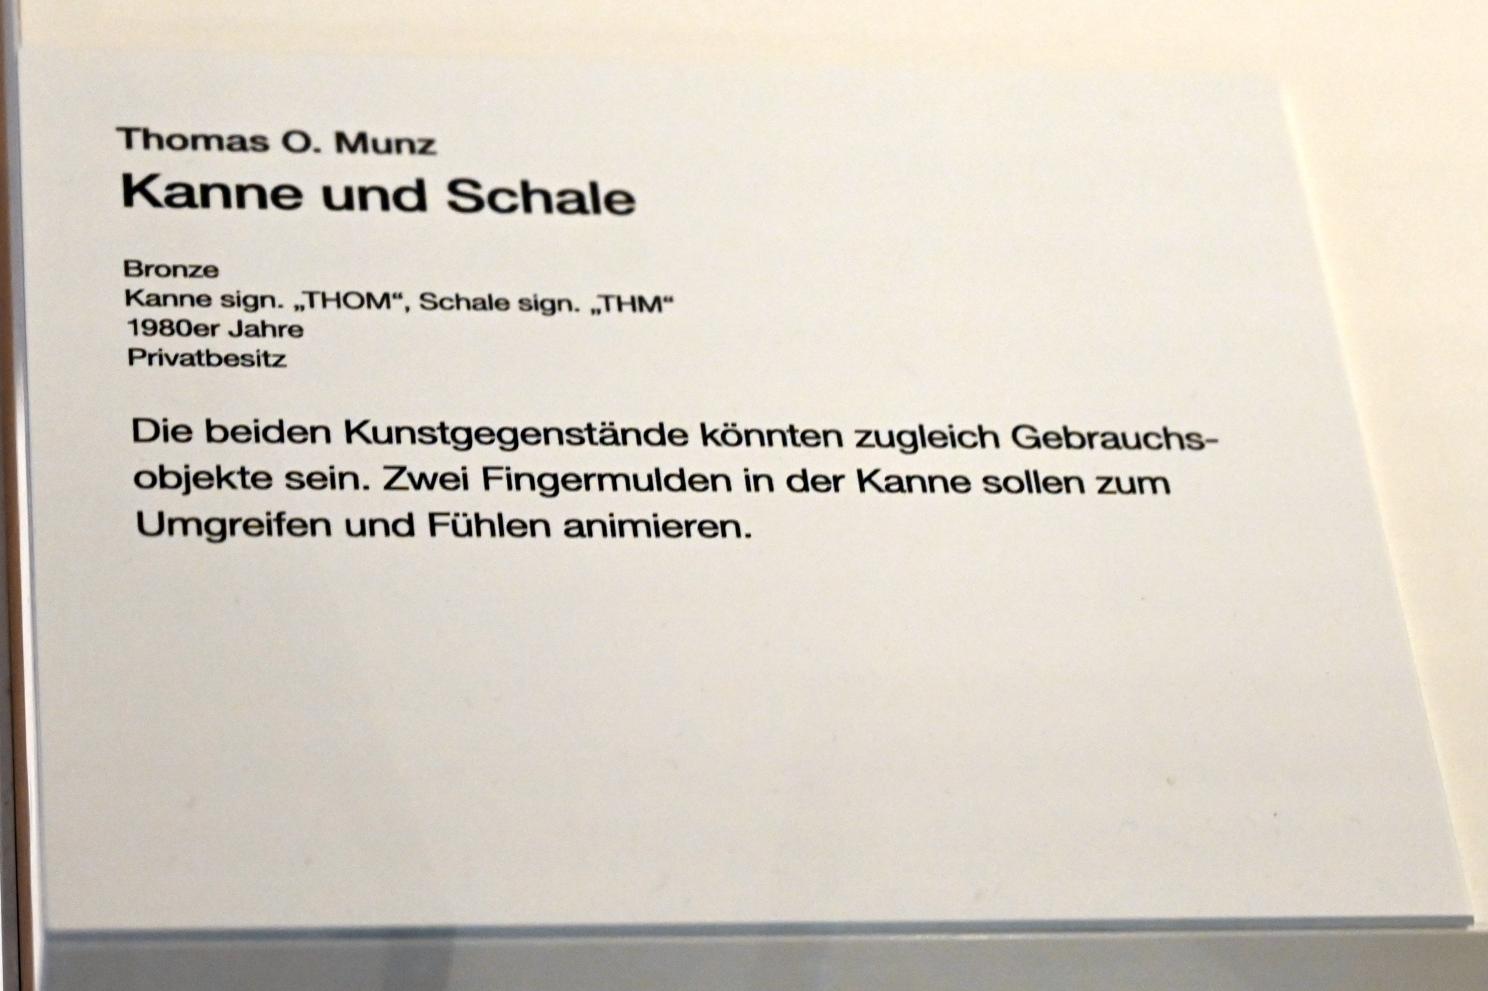 Thomas O. Munz
Kanne und Schale
Bronze
Kanne sign. „THOM“, Schale sign. „THM“
1980er Jahre
Privatbesitz
Die beiden Kunstgegenstände könnten zugleich Gebrauchs-
objekte sein. Zwei Fingermulden in der Kanne sollen zum
Umgreifen und Fühlen animieren.